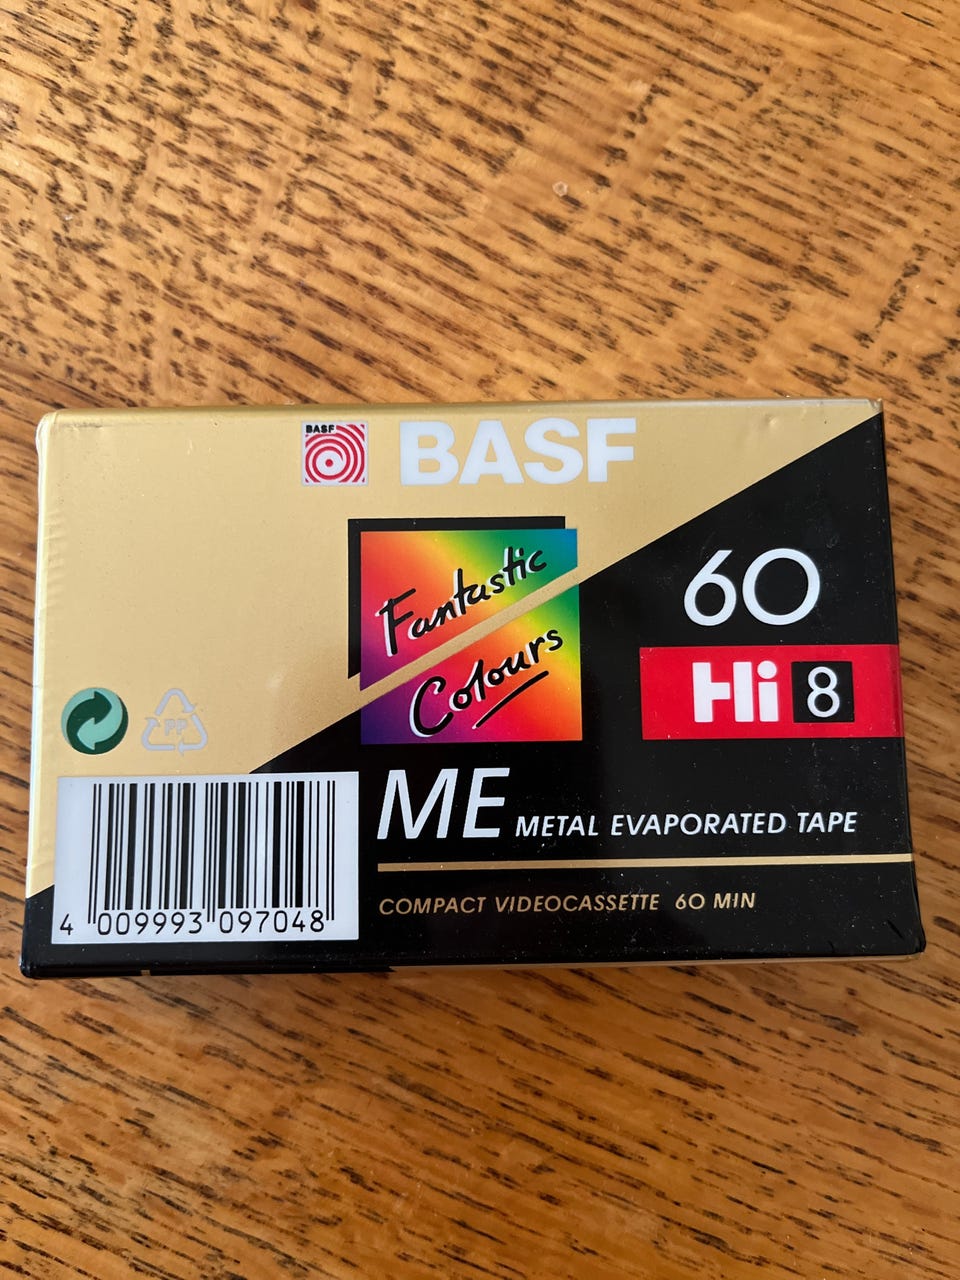 BASF
BASF
Fantastic
Colours
60
Hi 8
PP
ME METAL EVAPORATED TAPE
COMPACT VIDEOCASSETTE 60 MIN
4 009993 097048